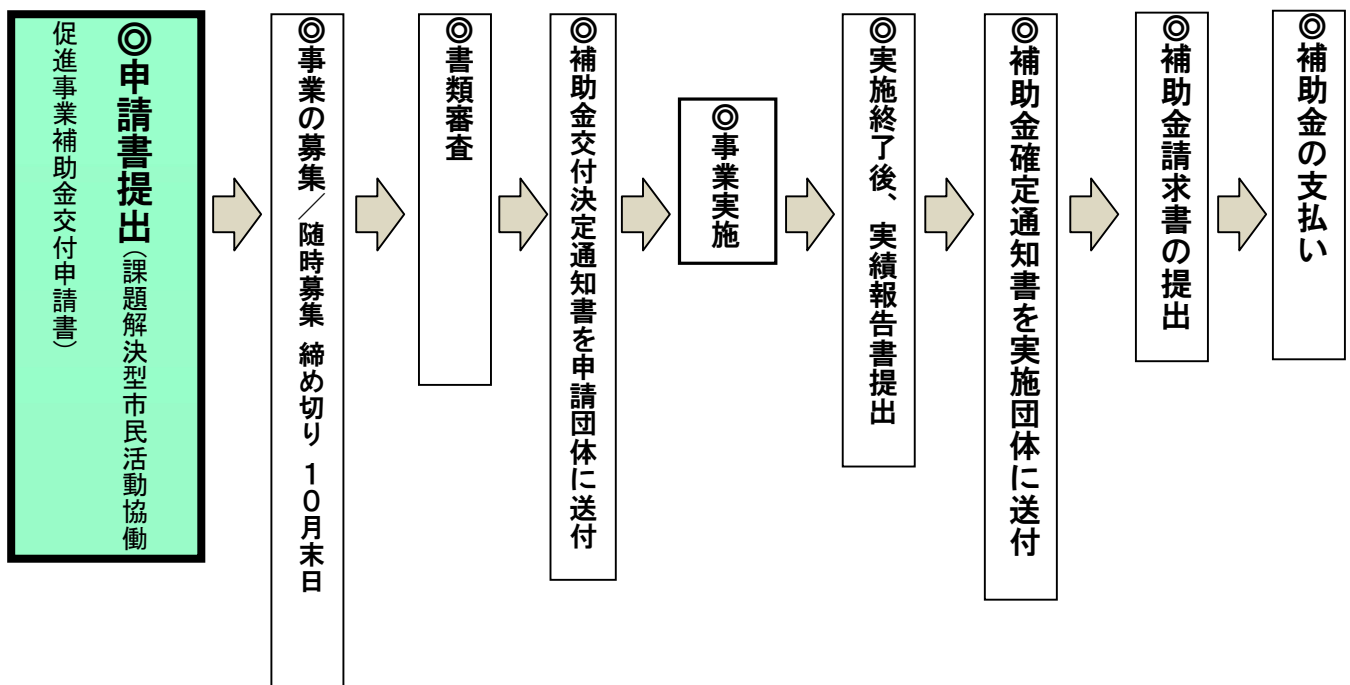 ◎申請書提出(課題解決型市民活動協働
促進事業補助金交付申請書)
◎事業の募集/随時募集 締め切り 10月末日
◎書類審査
◎補助金交付決定通知書を申請団体に送付
◎事業実施
◎実施終了後、実績報告書提出
◎補助金確定通知書を実施団体に送付
◎補助金請求書の提出
◎補助金の支払い